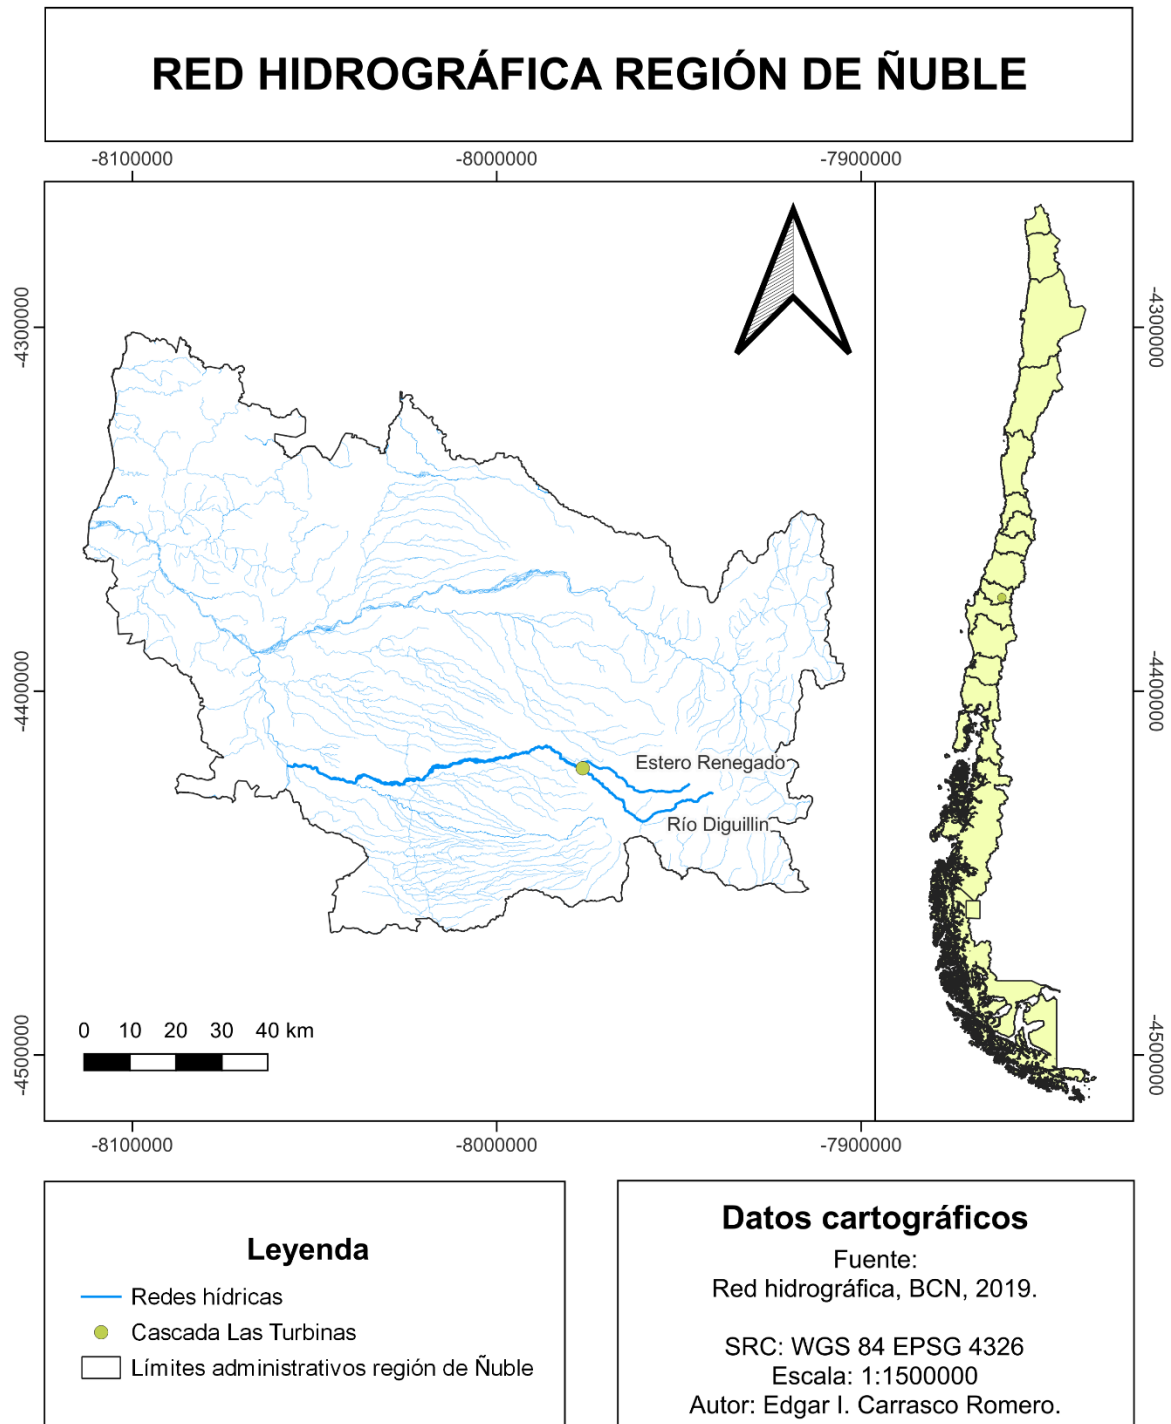 RED HIDROGRÁFICA REGIÓN DE ÑUBLE
-8100000
-8000000
-7900000
-4300000
-4300000
-4400000
-4400000
Estero Renegado
Río Diguillin
0 10 20 30 40 km
-4500000
-4500000
-8100000
-8000000
-7900000
Leyenda
Redes hídricas
Cascada Las Turbinas
Límites administrativos región de Ñuble
Datos cartográficos
Fuente:
Red hidrográfica, BCN, 2019.
SRC: WGS 84 EPSG 4326
Escala: 1:1500000
Autor: Edgar I. Carrasco Romero.